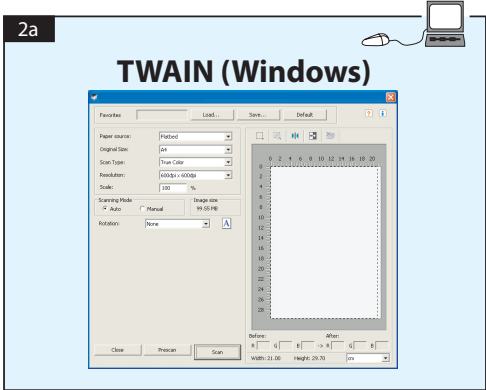 2a
TWAIN (Windows)
Favorites Load... Save... Default ? i
Paper source: Flatbed
Original Size: A4
Scan Type: True Color
Resolution: 600dpi x 600dpi
Scale: 100 %
Scanning Mode Image size
Auto Manual 99.55 MB
Rotation: None A
0 2 4 6 8 10 12 14 16 18 20
0
2
4
6
8
10
12
14
16
18
20
22
24
26
28
Before: After:
R G B -> R G B
Close Prescan Scan
Width: 21.00 Height: 29.70 cm